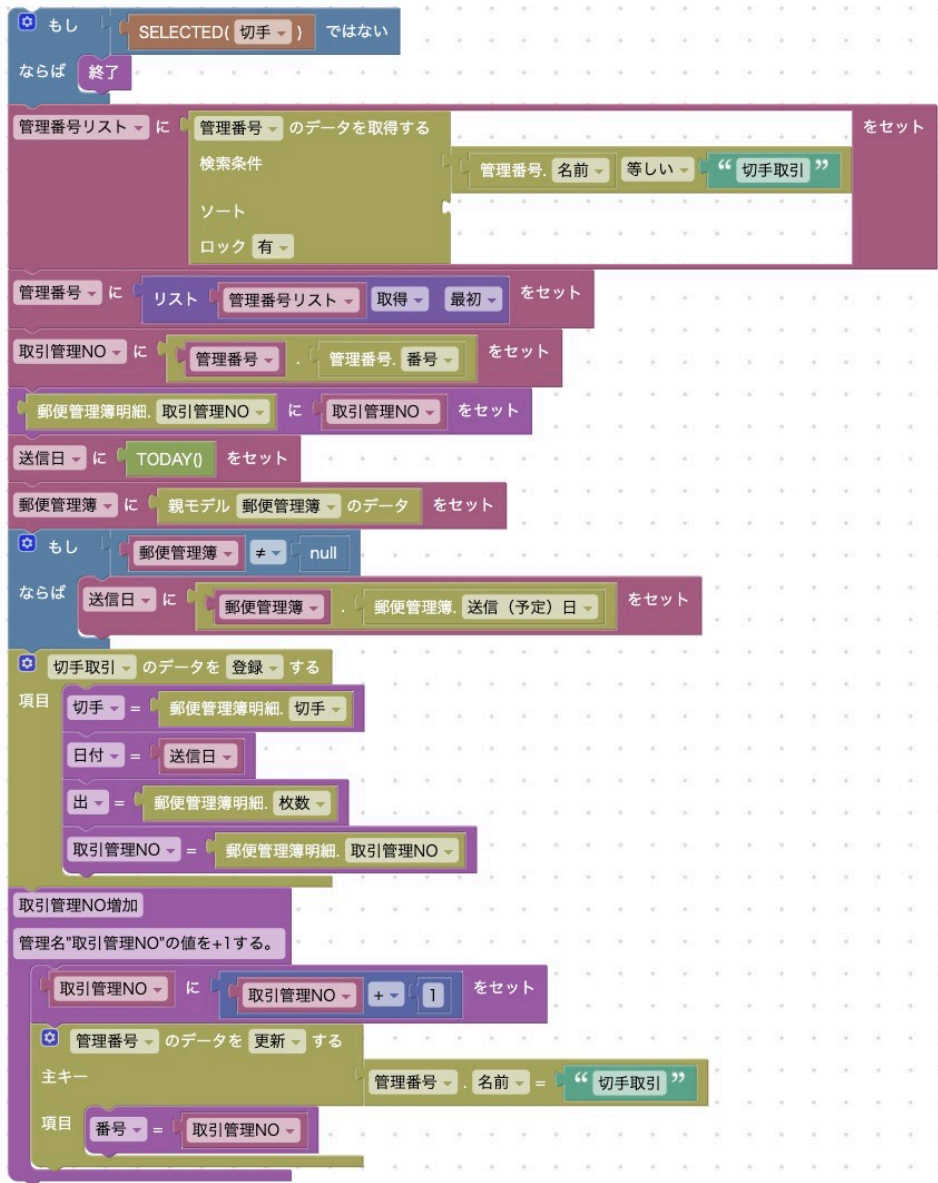 もし SELECTED( 切手 ) ではない
ならば 終了
管理番号リスト に 管理番号 のデータを取得する をセット
検索条件 管理番号. 名前 等しい “ 切手取引 ”
ソート
ロック 有
管理番号 に リスト 管理番号リスト 取得 最初 をセット
取引管理NO に 管理番号 . 管理番号. 番号 をセット
郵便管理簿明細. 取引管理NO に 取引管理NO をセット
送信日 に TODAY() をセット
郵便管理簿 に 親モデル 郵便管理簿 のデータ をセット
もし 郵便管理簿 ≠ null
ならば 送信日 に 郵便管理簿 . 郵便管理簿. 送信（予定）日 をセット
切手取引 のデータを 登録 する
項目 切手 = 郵便管理簿明細. 切手
日付 = 送信日
出 = 郵便管理簿明細. 枚数
取引管理NO = 郵便管理簿明細. 取引管理NO
取引管理NO増加
管理名"取引管理NO"の値を+1する。
取引管理NO に 取引管理NO + 1 をセット
管理番号 のデータを 更新 する
主キー 管理番号 . 名前 = “ 切手取引 ”
項目 番号 = 取引管理NO